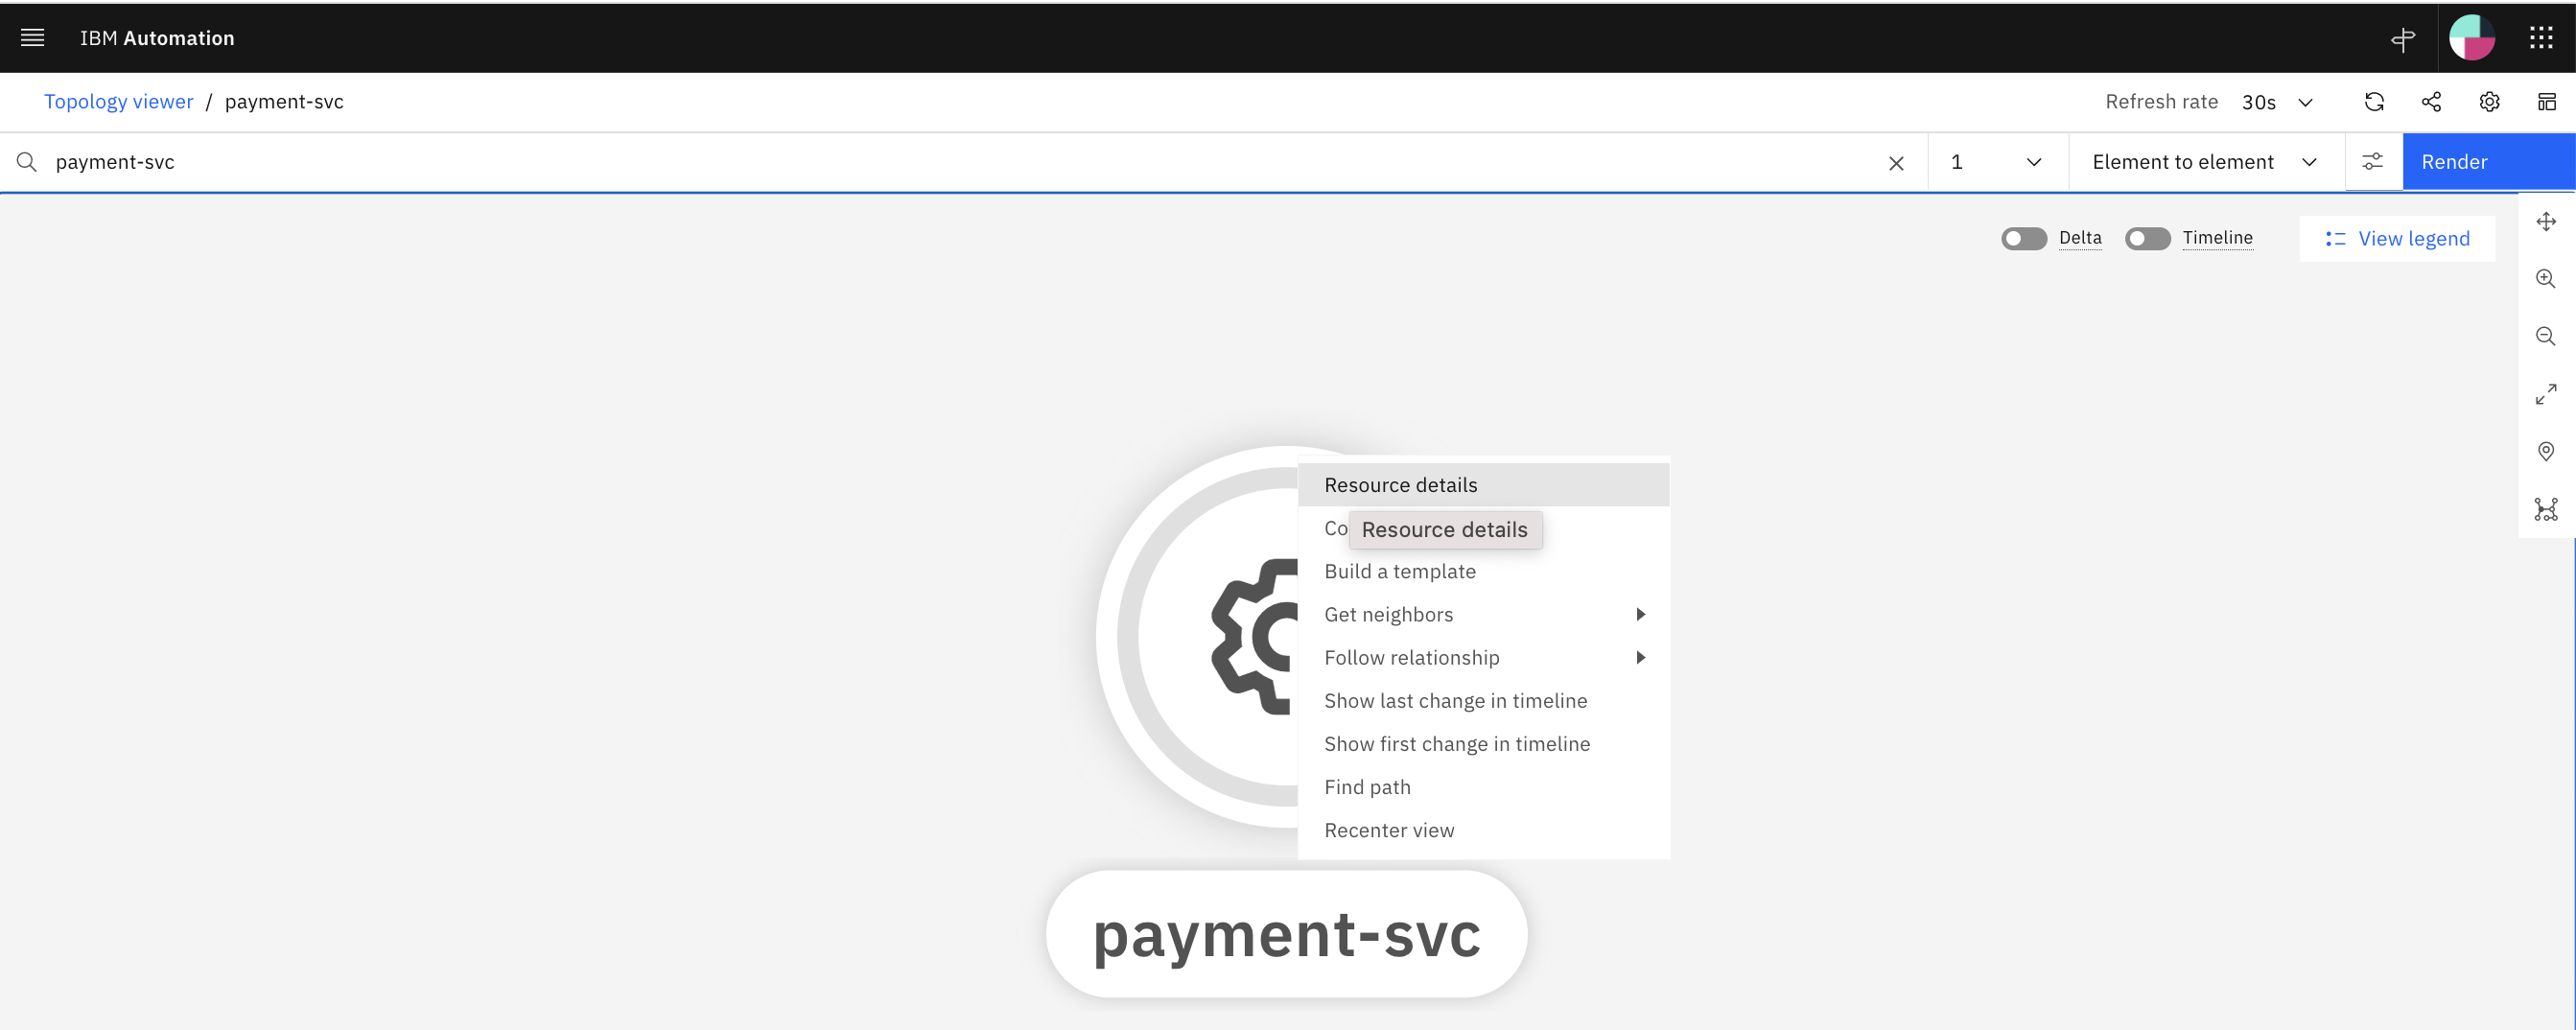 IBM Automation
Topology viewer / payment-svc
Refresh rate 30s
payment-svc
1
Element to element
Render
Delta
Timeline
View legend
Resource details
Co
Resource details
Build a template
Get neighbors
Follow relationship
Show last change in timeline
Show first change in timeline
Find path
Recenter view
payment-svc